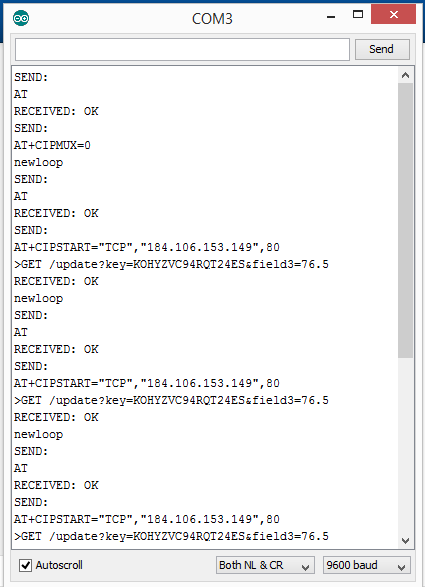 COM3
Send
SEND:
AT
RECEIVED: OK
SEND:
AT+CIPMUX=0
newloop
SEND:
AT
RECEIVED: OK
SEND:
AT+CIPSTART="TCP","184.106.153.149",80
>GET /update?key=KOHYZVC94RQT24ES&field3=76.5
RECEIVED: OK
newloop
SEND:
AT
RECEIVED: OK
SEND:
AT+CIPSTART="TCP","184.106.153.149",80
>GET /update?key=KOHYZVC94RQT24ES&field3=76.5
RECEIVED: OK
newloop
SEND:
AT
RECEIVED: OK
SEND:
AT+CIPSTART="TCP","184.106.153.149",80
>GET /update?key=KOHYZVC94RQT24ES&field3=76.5
Autoscroll
Both NL & CR
9600 baud